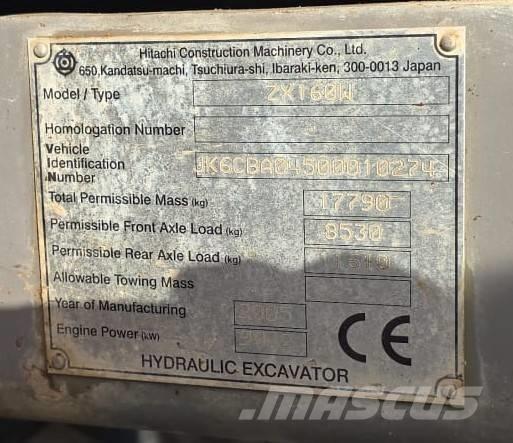 Hitachi Construction Machinery Co., Ltd.
650,Kandatsu-machi, Tsuchiura-shi, Ibaraki-ken, 300-0013 Japan
Model / Type ZX160W
Homologation Number
Vehicle
Identification
Number JK6CBA04500010274
Total Permissible Mass (kg) 17790
Permissible Front Axle Load (kg) 8530
Permissible Rear Axle Load (kg)
Allowable Towing Mass
Year of Manufacturing 2005
Engine Power (kW)
CE
HYDRAULIC EXCAVATOR
MASCUS